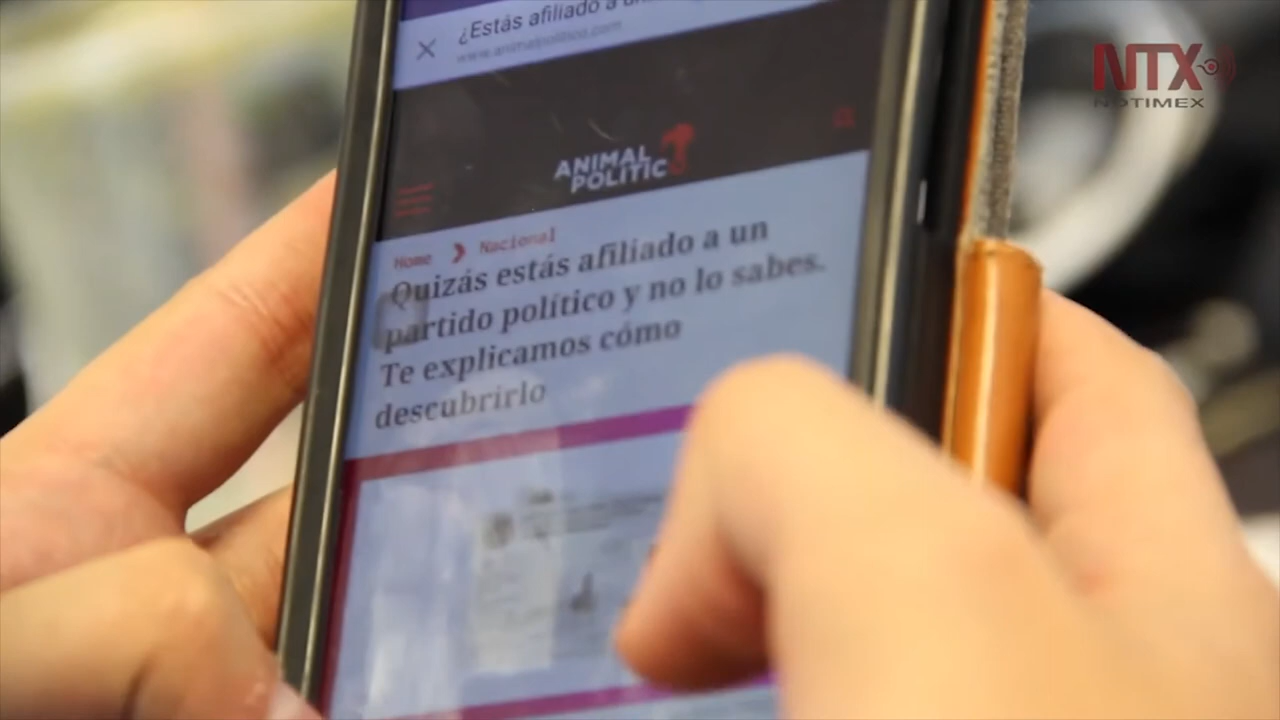 ¿Estás afiliado a un
www.animalpolitico.com
NTX
NOTIMEX
ANIMAL
POLITIC
Home > Nacional
Quizás estás afiliado a un
partido político y no lo sabes.
Te explicamos cómo
descubrirlo